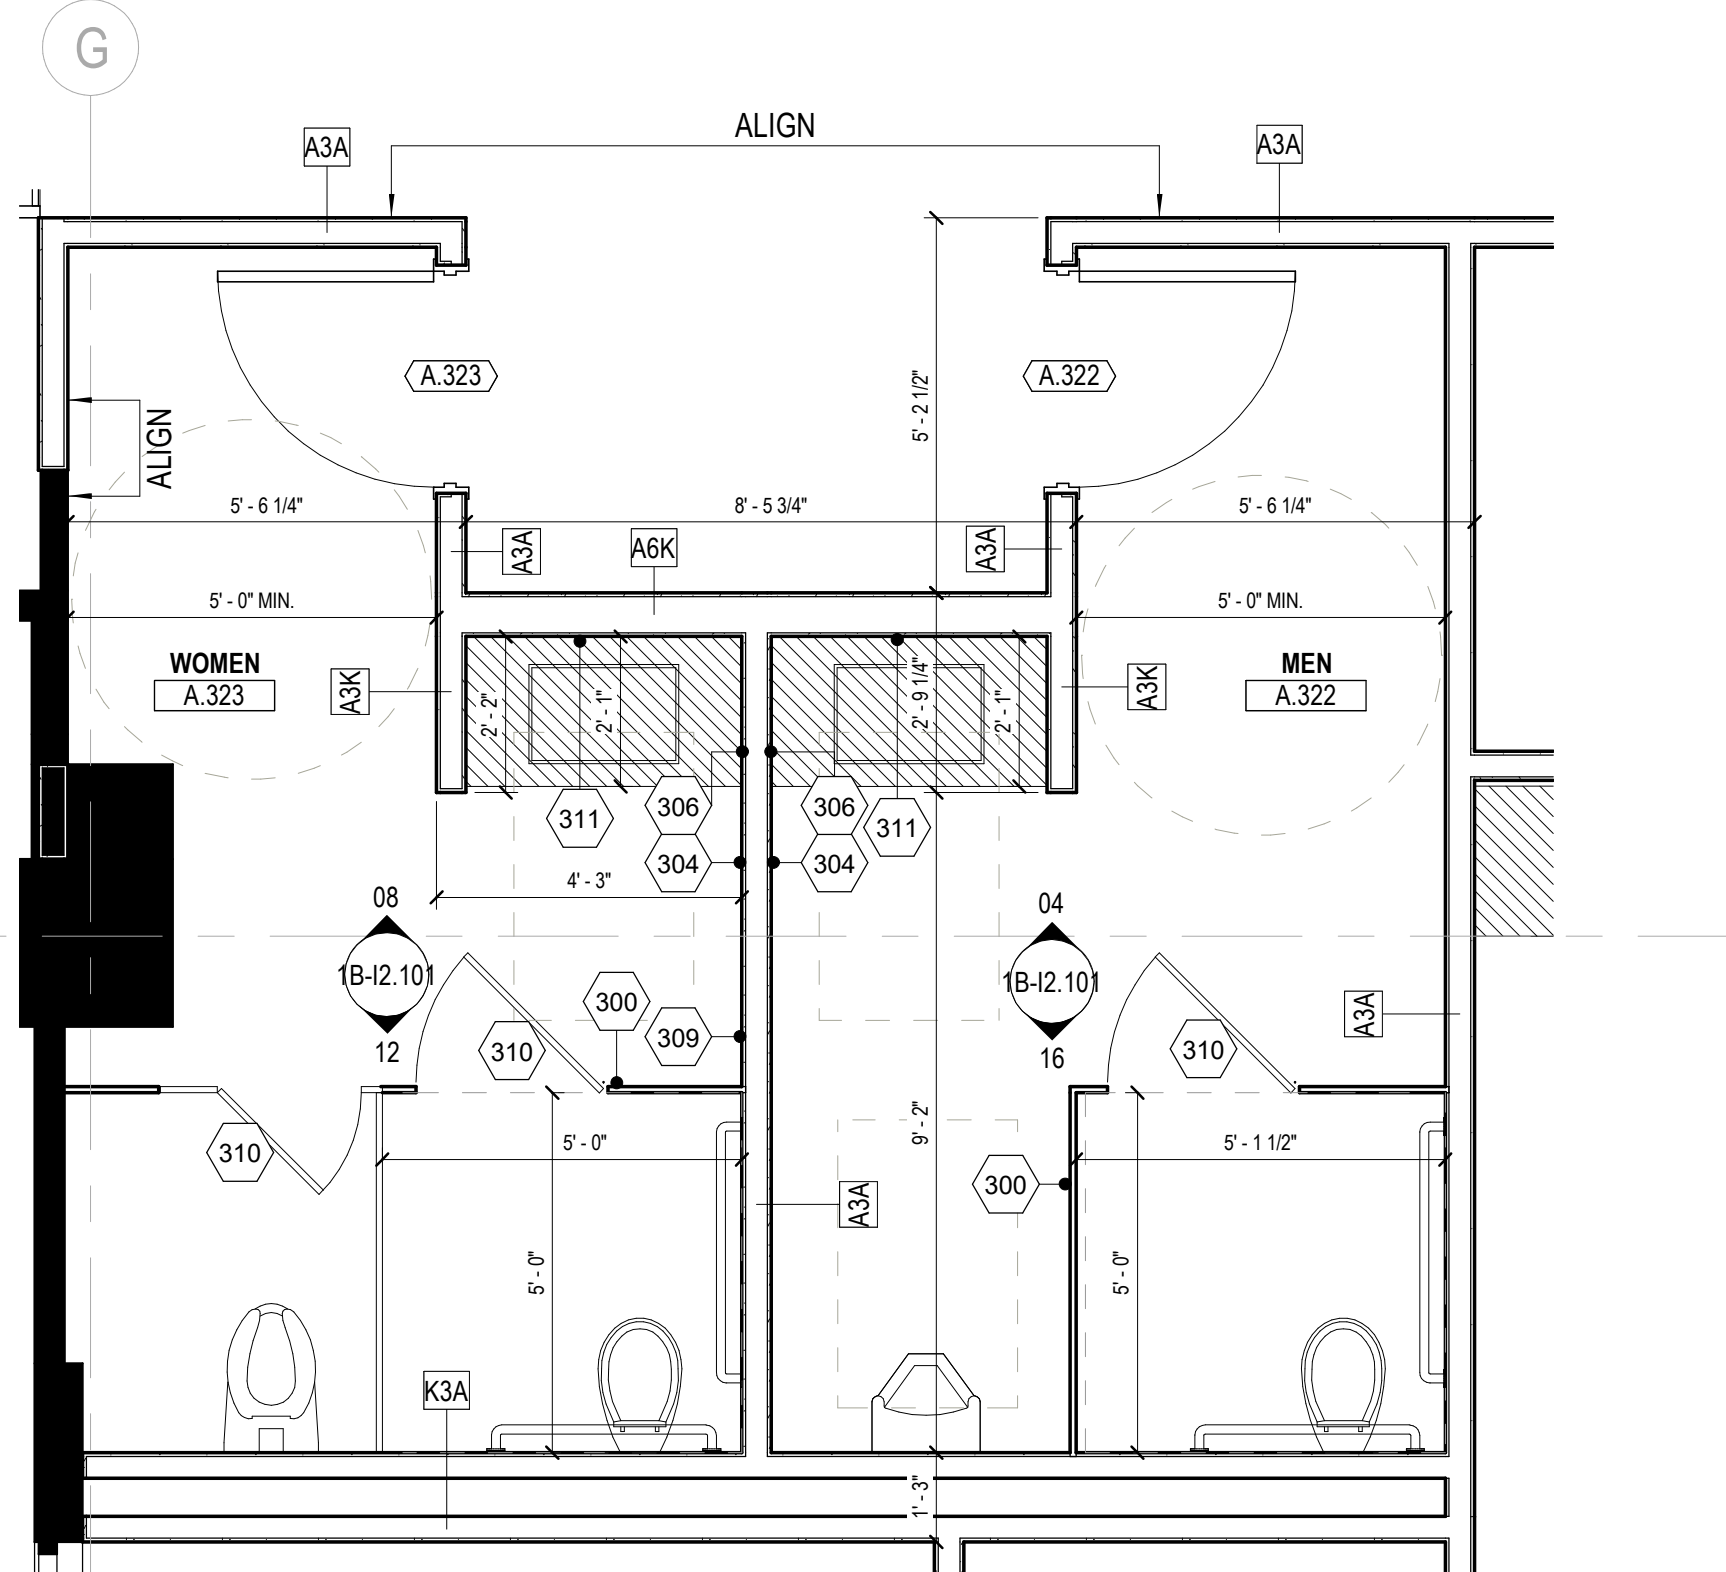 G
ALIGN
A3A
A3A
A.323
A.322
5' - 2 1/2"
ALIGN
5' - 6 1/4"
8' - 5 3/4"
5' - 6 1/4"
A3A
A6K
A3A
5' - 0" MIN.
5' - 0" MIN.
WOMEN
A.323
A3K
2' - 2"
2' - 1"
2' - 9 1/4"
2' - 1"
A3K
MEN
A.322
311
306
306
311
304
304
4' - 3"
08
1B-I2.101
12
04
1B-I2.101
16
300
309
310
310
A3A
310
5' - 0"
9' - 2"
5' - 1 1/2"
300
A3A
5' - 0"
5' - 0"
K3A
1' - 3"